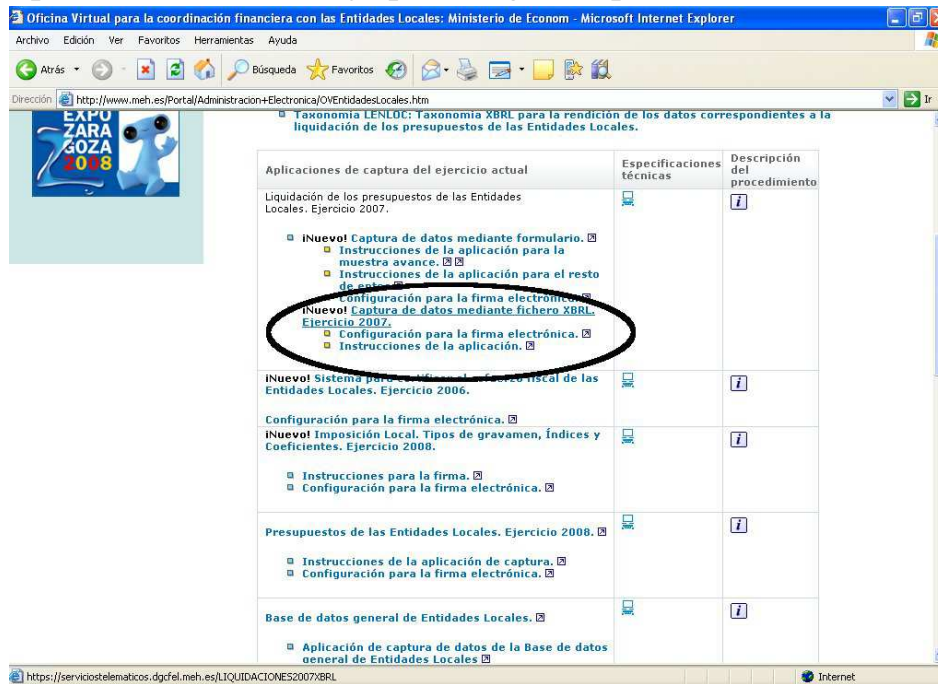 Oficina Virtual para la coordinación financiera con las Entidades Locales: Ministerio de Econom - Microsoft Internet Explorer
Archivo Edición Ver Favoritos Herramientas Ayuda
Atrás Búsqueda Favoritos
Dirección http://www.meh.es/Portal/Administracion+Electronica/OVEntidadesLocales.htm Ir
EXPO
ZARA
GOZA
2008
Taxonomía LENLOC: Taxonomía XBRL para la rendición de los datos correspondientes a la
liquidación de los presupuestos de las Entidades Locales.
Aplicaciones de captura del ejercicio actual
Especificaciones
técnicas
Descripción
del
procedimiento
Liquidación de los presupuestos de las Entidades
Locales. Ejercicio 2007.
¡Nuevo! Captura de datos mediante formulario.
Instrucciones de la aplicación para la
muestra avance.
Instrucciones de la aplicación para el resto
de entes
Configuración para la firma electrónica.
¡Nuevo! Captura de datos mediante fichero XBRL.
Ejercicio 2007.
Configuración para la firma electrónica.
Instrucciones de la aplicación.
¡Nuevo! Sistema para certificar el esfuerzo fiscal de las
Entidades Locales. Ejercicio 2006.
Configuración para la firma electrónica.
¡Nuevo! Imposición Local. Tipos de gravamen, Índices y
Coeficientes. Ejercicio 2008.
Instrucciones para la firma.
Configuración para la firma electrónica.
Presupuestos de las Entidades Locales. Ejercicio 2008.
Instrucciones de la aplicación de captura.
Configuración para la firma electrónica.
Base de datos general de Entidades Locales.
Aplicación de captura de datos de la Base de datos
general de Entidades Locales
https://serviciostelematicos.dgcfel.meh.es/LIQUIDACIONES2007XBRL Internet